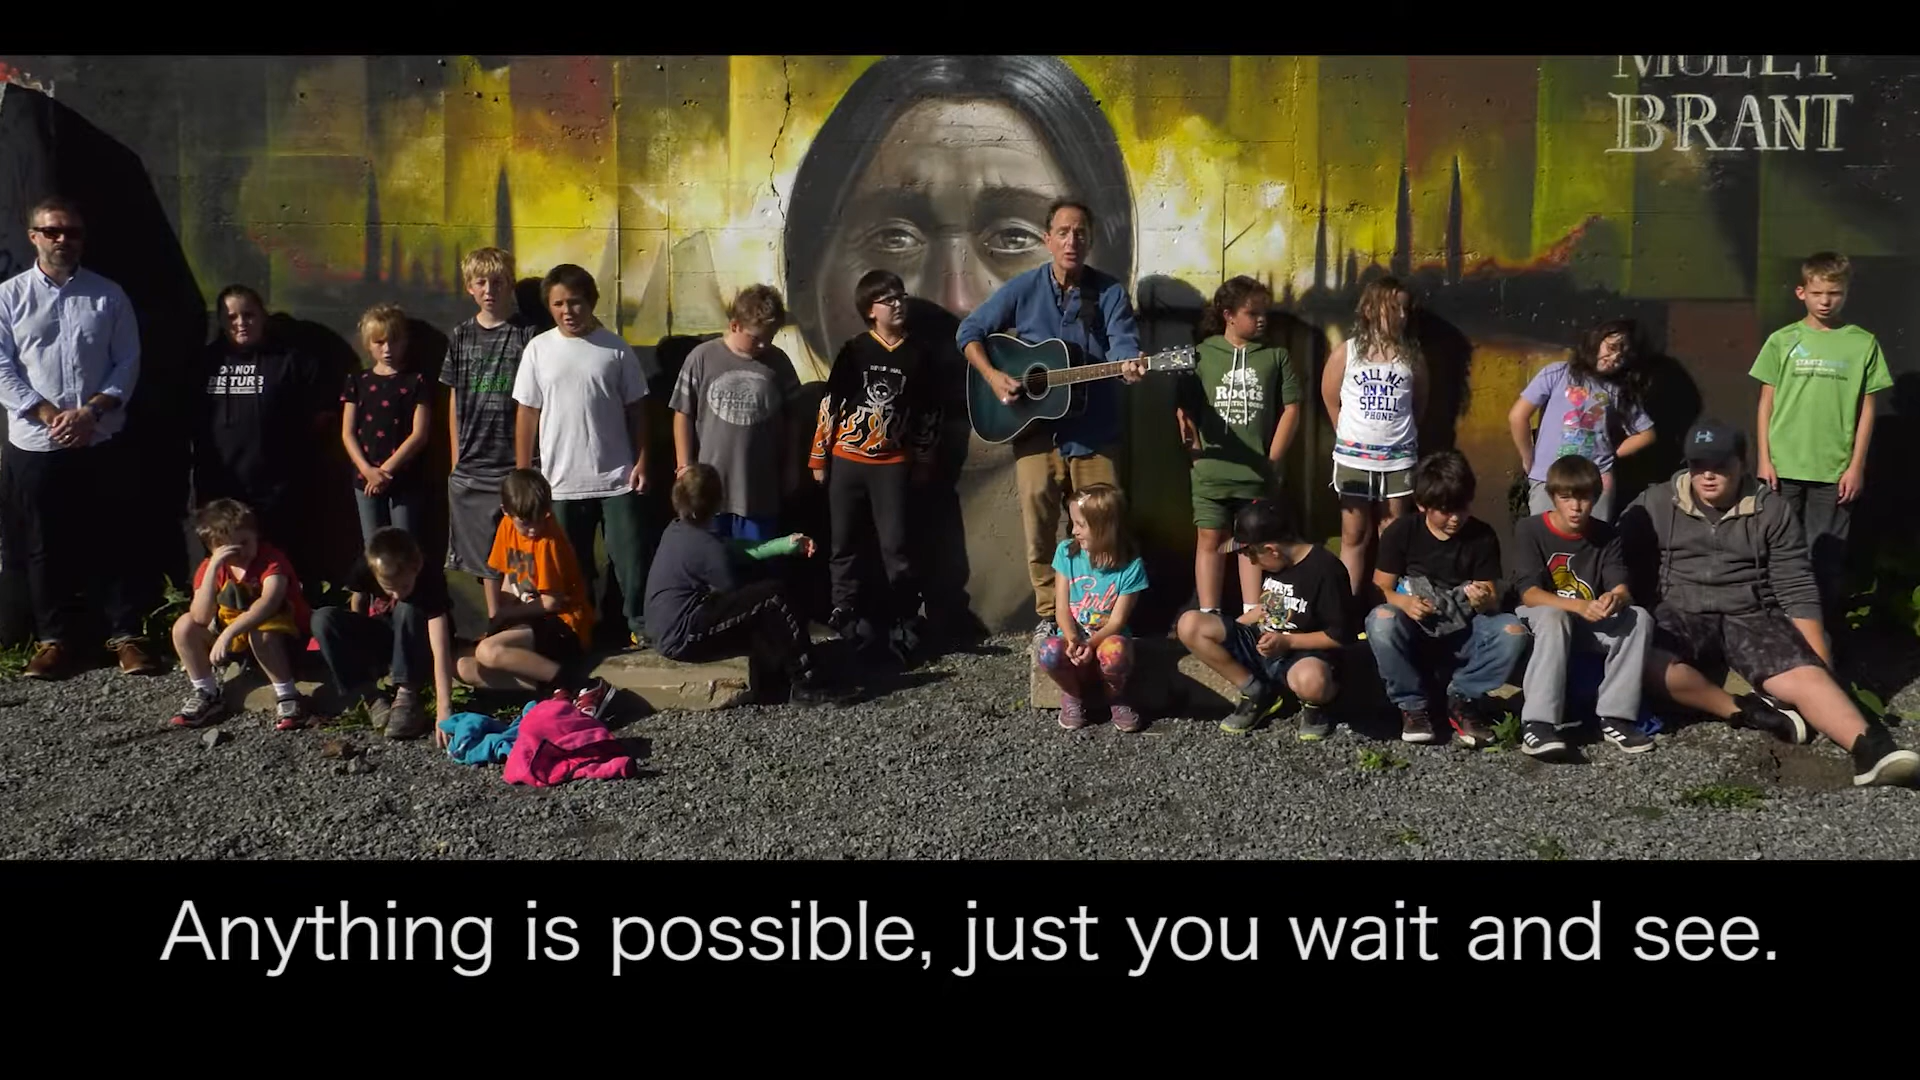 MOLLY
BRANT
DO NOT
DISTURB
Roots
CALL ME
ON MY
SHELL
PHONE
Girl
Anything is possible, just you wait and see.